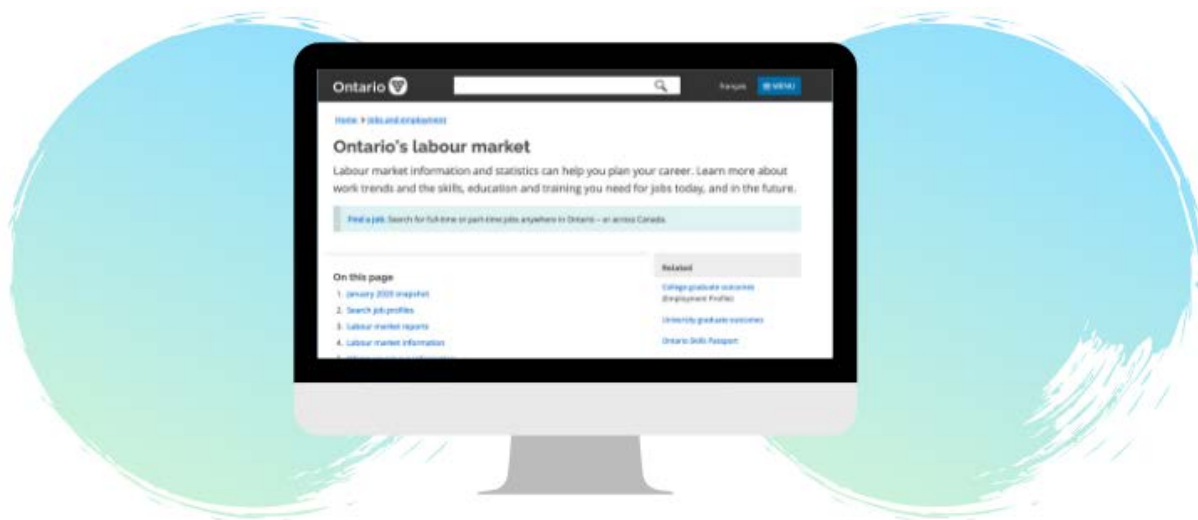 Ontario
français MENU
Home > Jobs and employment
Ontario's labour market
Labour market information and statistics can help you plan your career. Learn more about
work trends and the skills, education and training you need for jobs today, and in the future.
Find a job. Search for full-time or part-time jobs anywhere in Ontario – or across Canada.
On this page
1. January 2020 snapshot
2. Search job profiles
3. Labour market reports
4. Labour market information
Related
College graduate outcomes
(Employment Profile)
University graduate outcomes
Ontario Skills Passport